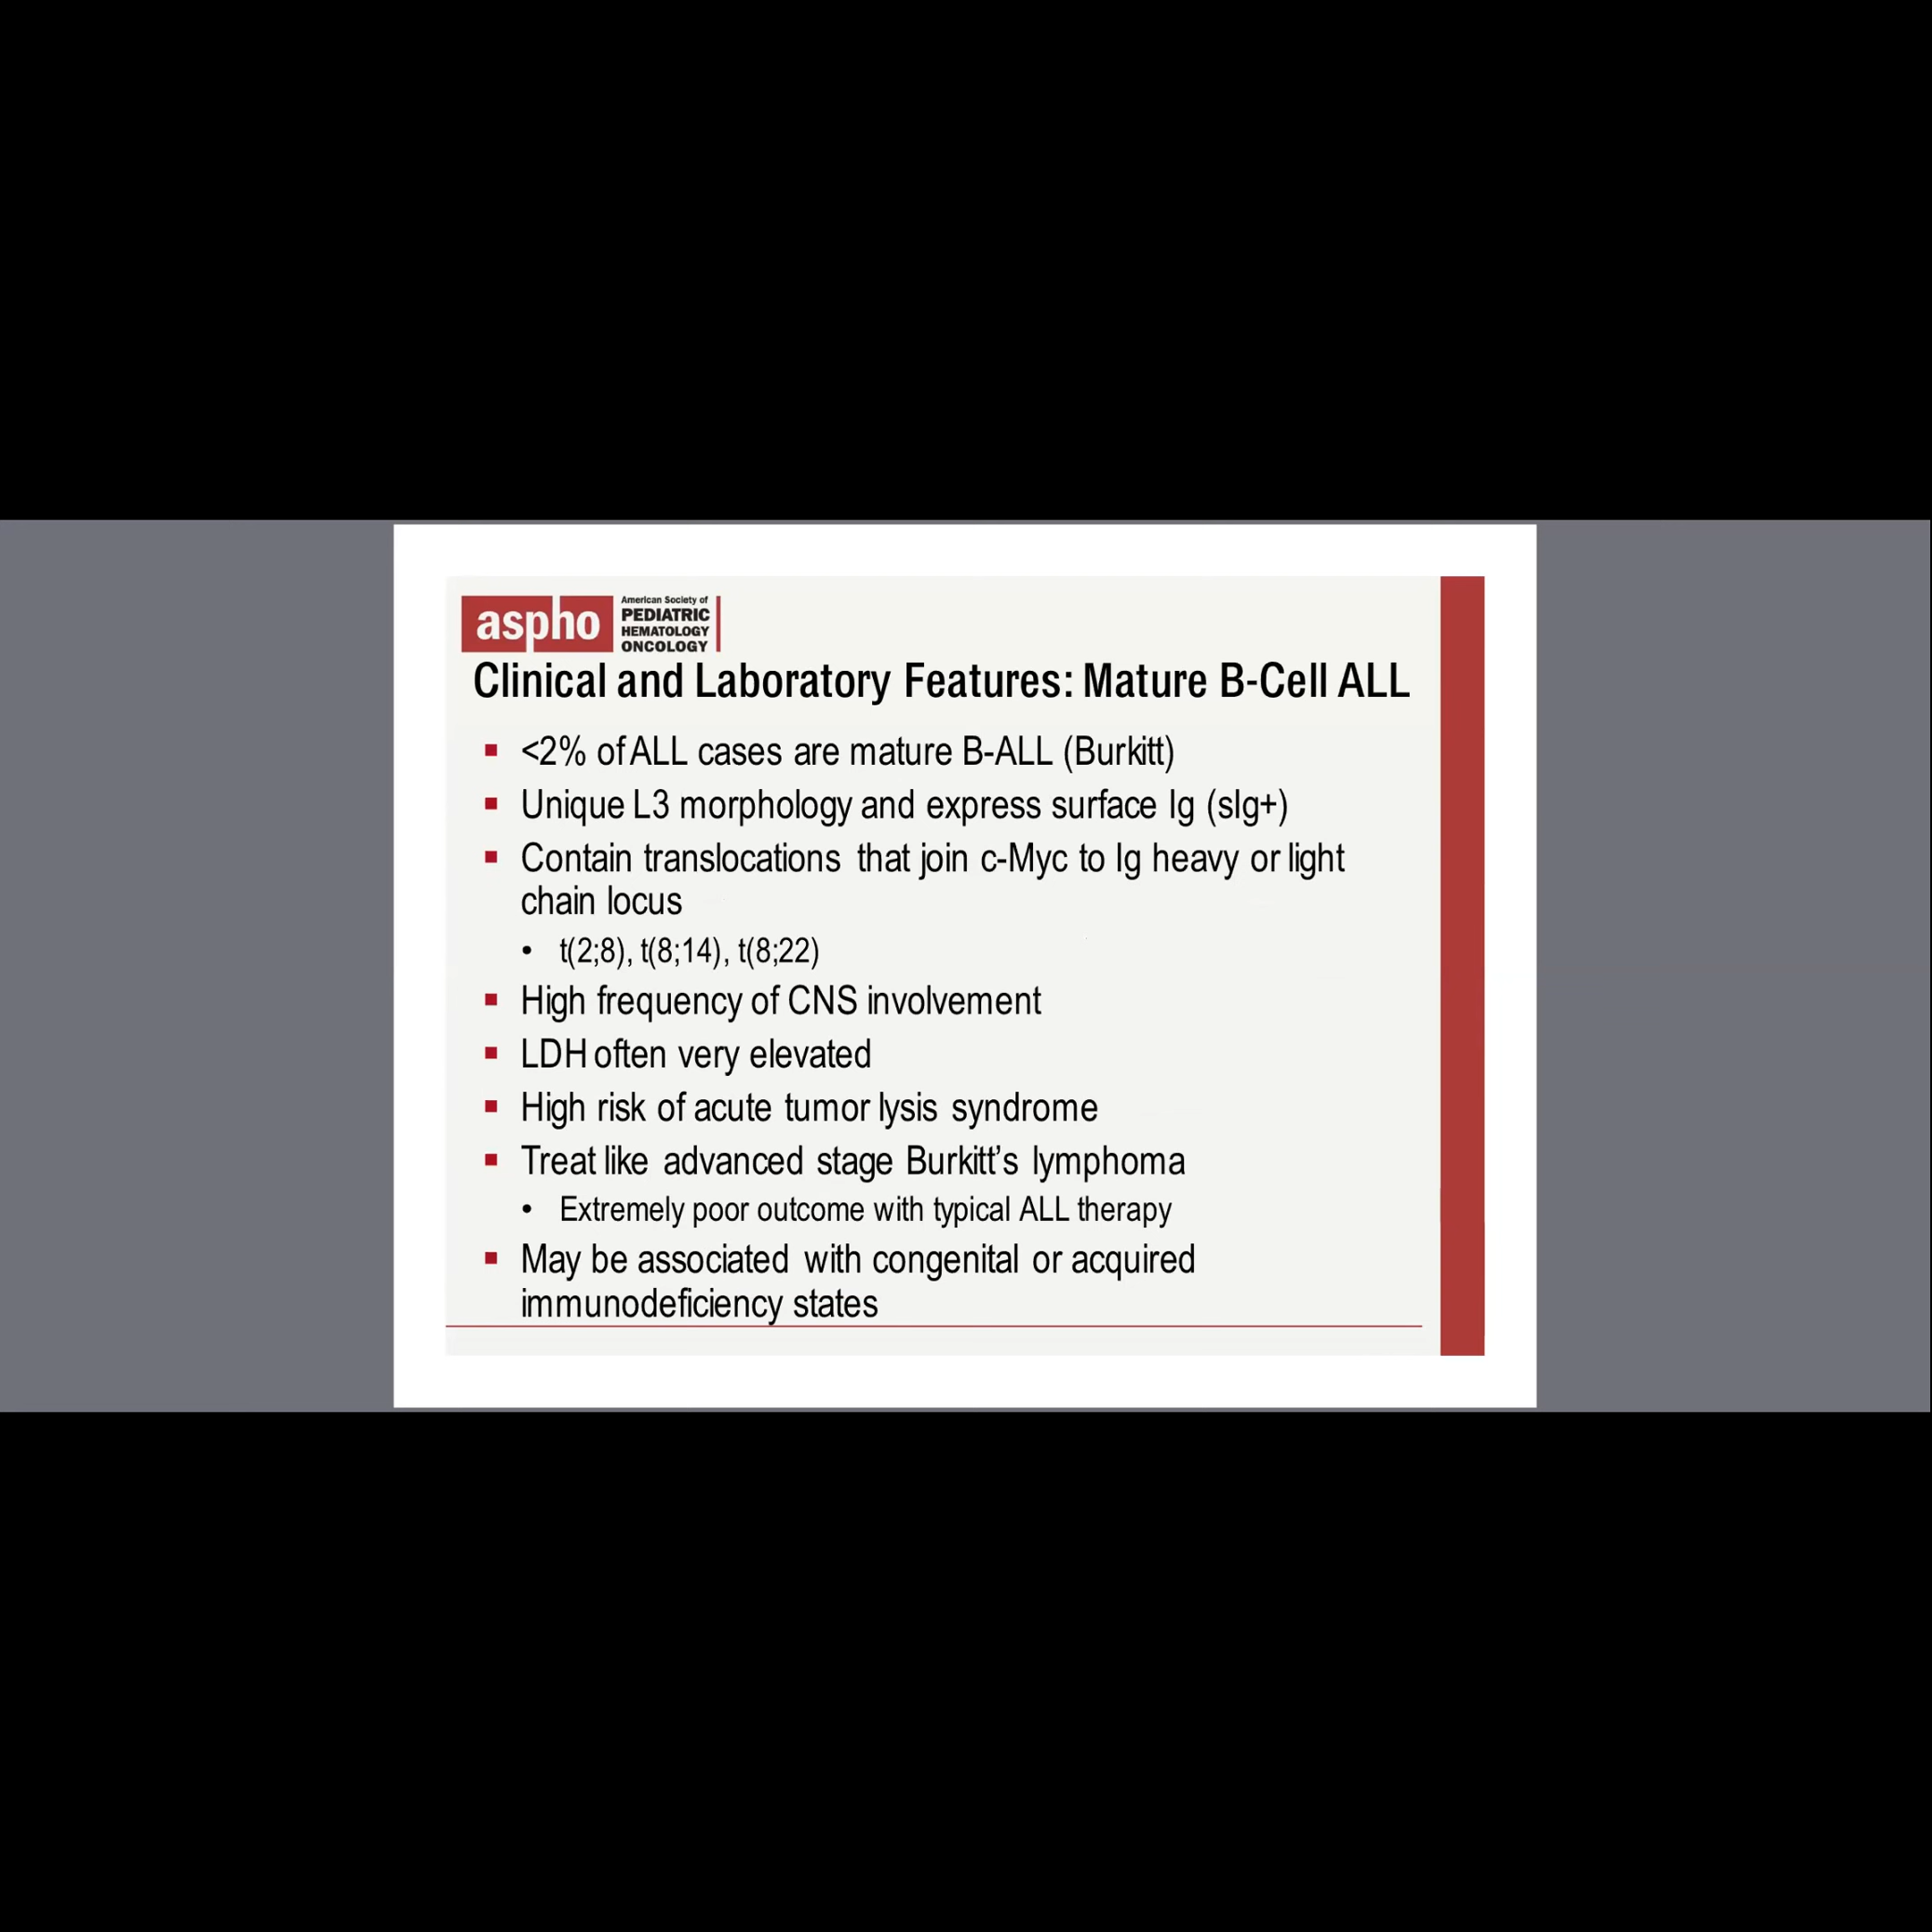 aspho
American Society of
PEDIATRIC
HEMATOLOGY
ONCOLOGY
Clinical and Laboratory Features: Mature B-Cell ALL
<2% of ALL cases are mature B-ALL (Burkitt)
Unique L3 morphology and express surface Ig (sIg+)
Contain translocations that join c-Myc to Ig heavy or light
chain locus
t(2;8), t(8;14), t(8;22)
High frequency of CNS involvement
LDH often very elevated
High risk of acute tumor lysis syndrome
Treat like advanced stage Burkitt’s lymphoma
Extremely poor outcome with typical ALL therapy
May be associated with congenital or acquired
immunodeficiency states